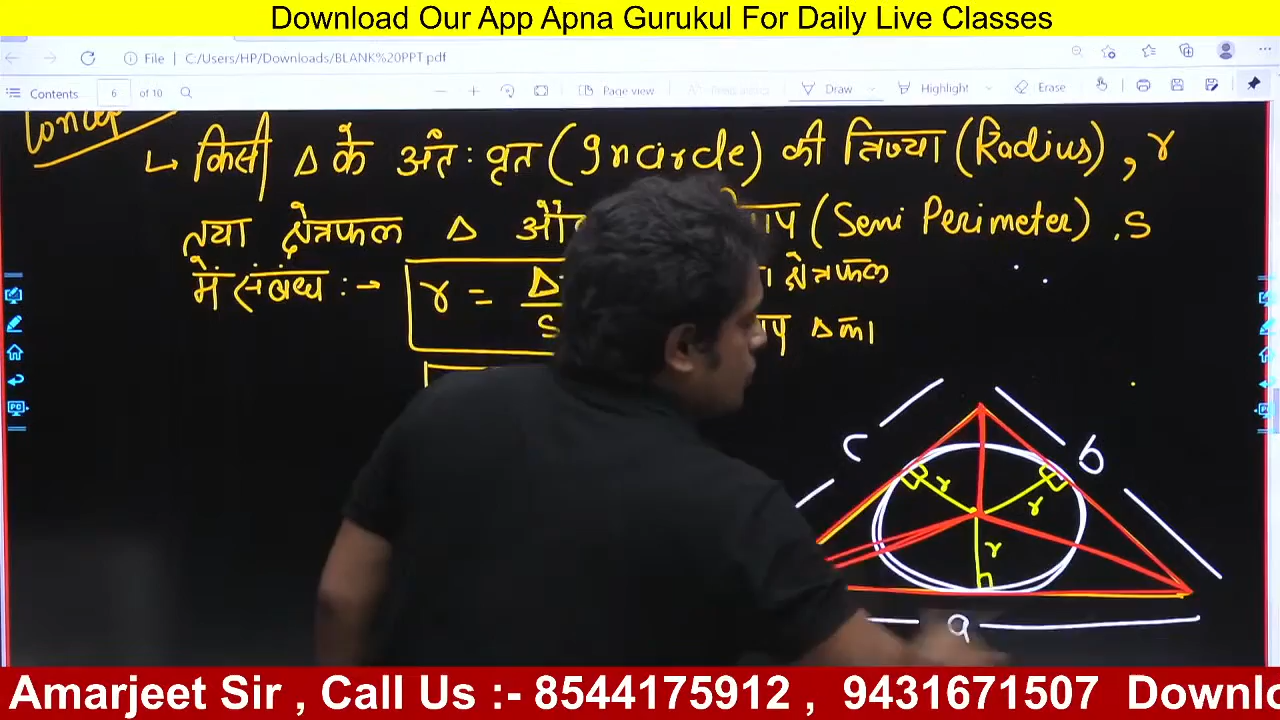 Download Our App Apna Gurukul For Daily Live Classes
File | C:/Users/HP/Downloads/BLANK%20PPT pdf
Contents 6 of 10 Page view Draw Highlight Erase
Concep
↳ किसी Δ के अंतः वृत (Incircle) की त्रिज्या (Radius), r
तथा क्षेत्रफल Δ (Semi Perimeter) . S
में संबंध :→ r = Δ क्षेत्रफल
S Δ का
c b
r r
r
a
Amarjeet Sir , Call Us :- 8544175912 , 9431671507 Downlo